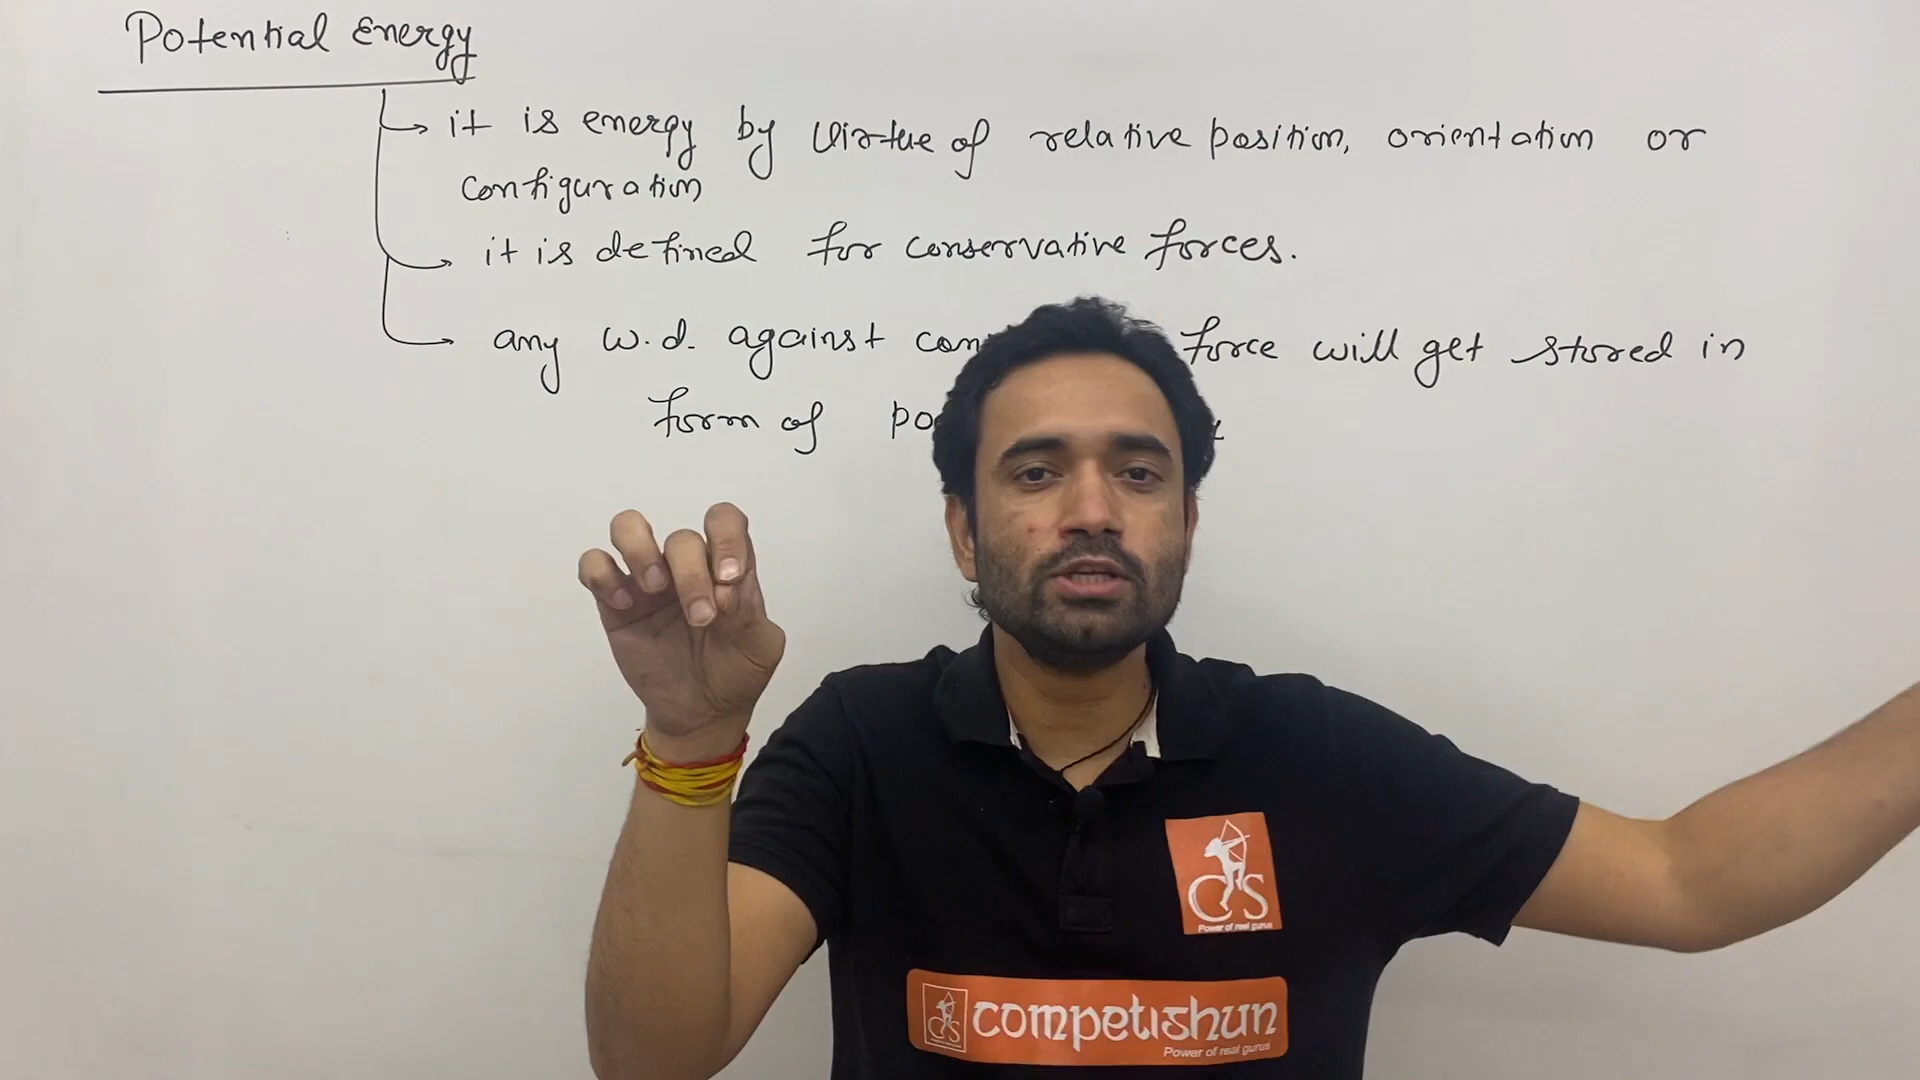 Potential Energy
it is energy by virtue of relative position, orientation or
configuration
it is defined for conservative forces.
any w.d. against con force will get stored in
form of po
CS
Power of real gurus
CS
competishun
Power of real gurus